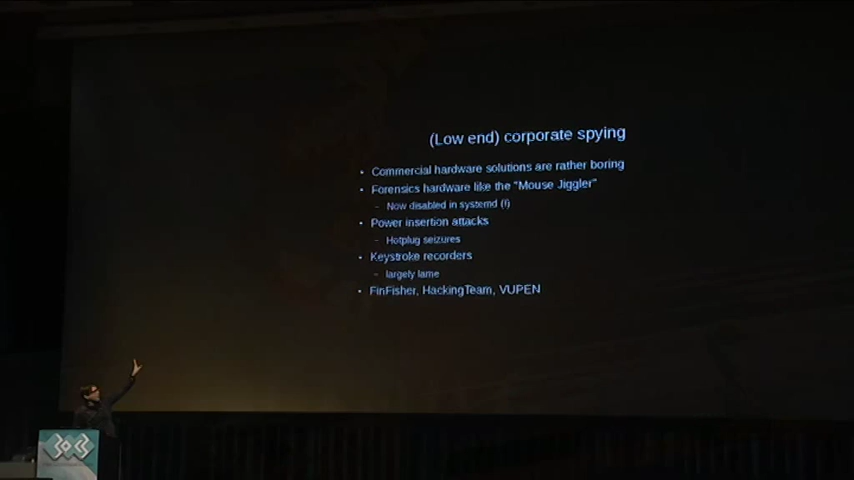 (Low end) corporate spying
• Commercial hardware solutions are rather boring
• Forensics hardware like the "Mouse Jiggler"
– Now disabled in systemd (!)
• Power insertion attacks
– Hotplug seizures
• Keystroke recorders
– largely lame
• FinFisher, HackingTeam, VUPEN
30C3